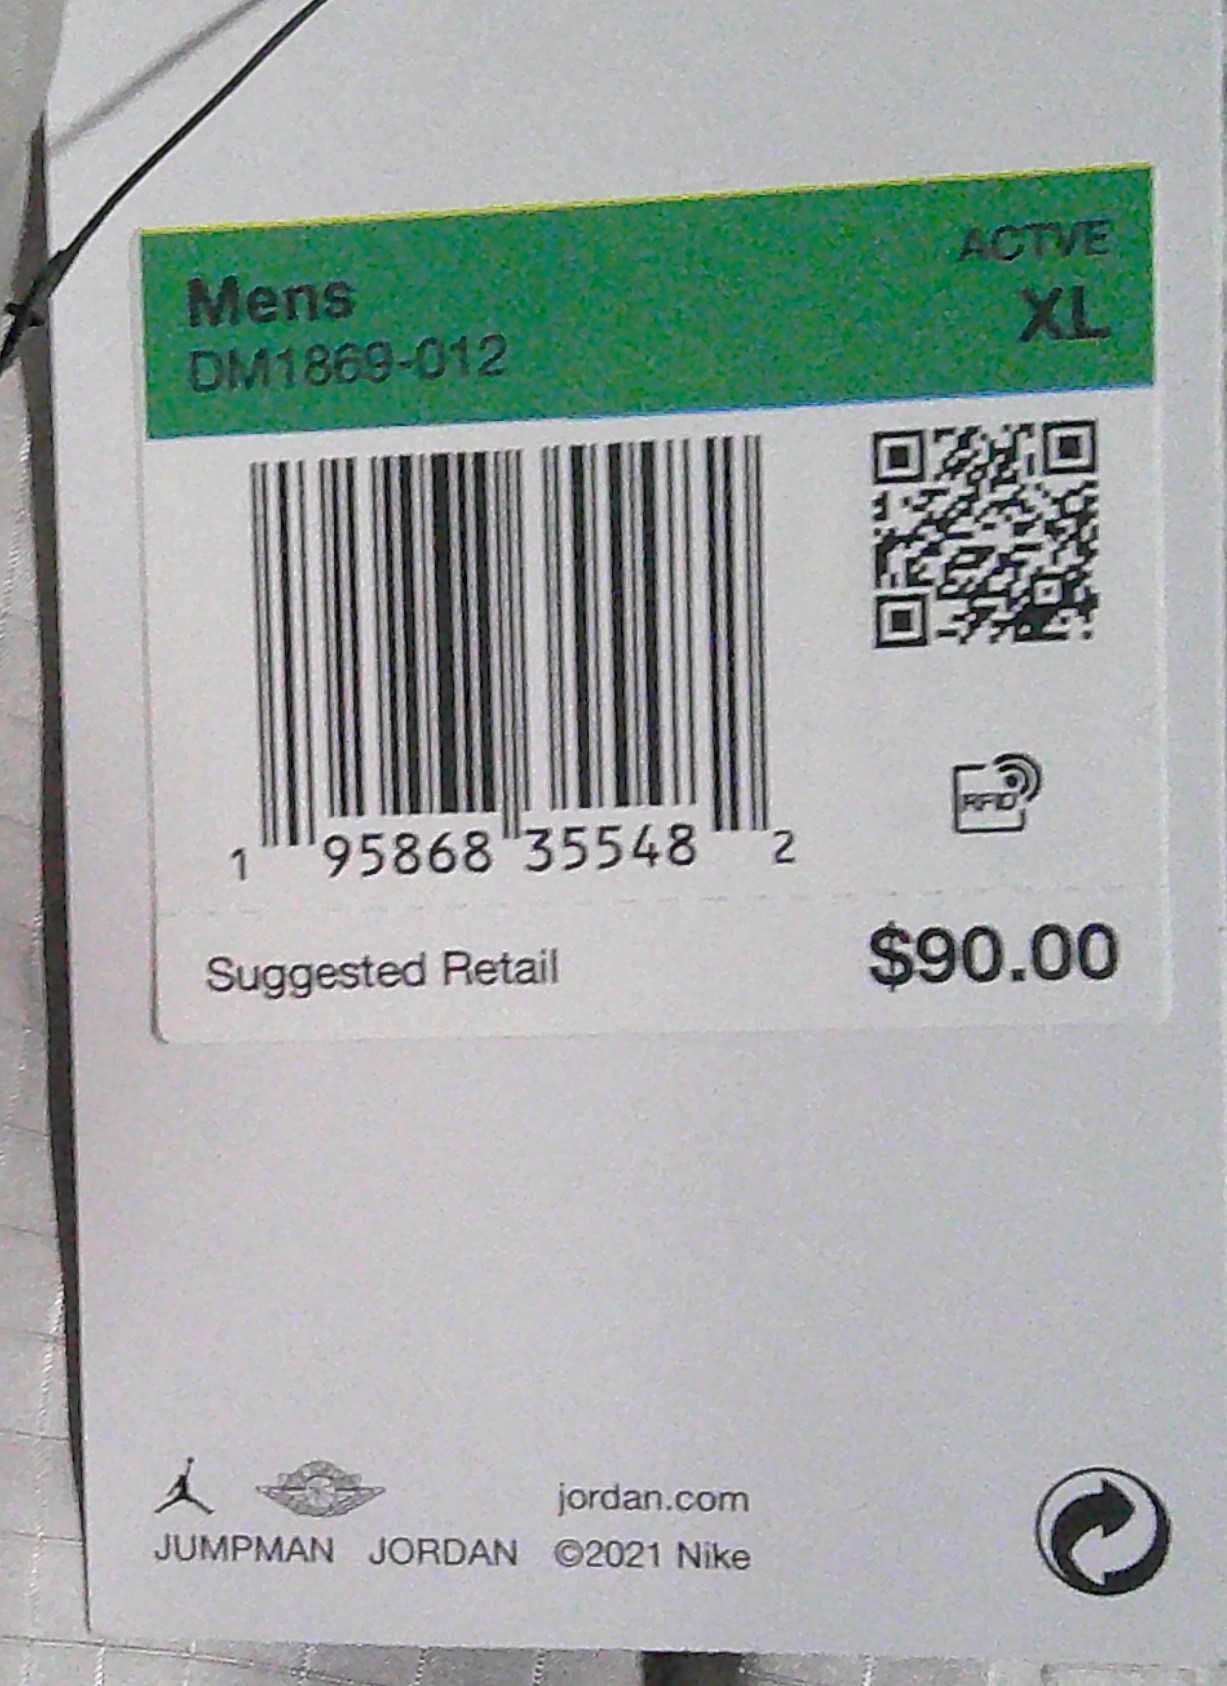 Mens
ACTVE
DM1869-012
XL
1 95868 35548 2
RFID
Suggested Retail $90.00
jordan.com
JUMPMAN JORDAN ©2021 Nike